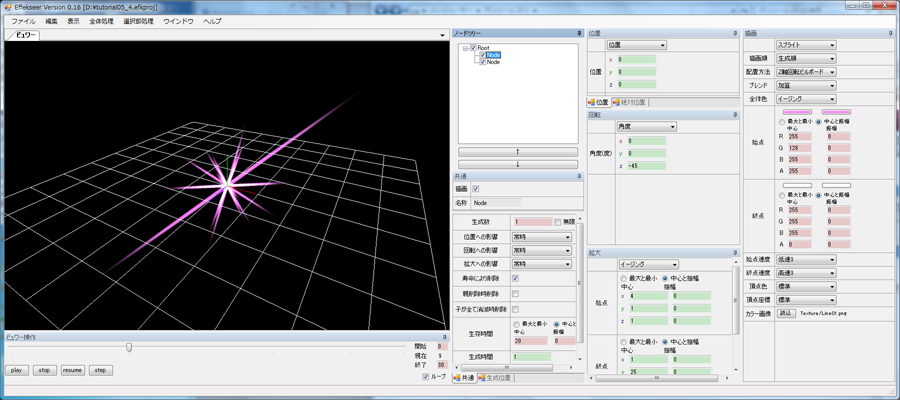 Effekseer Version 0.16 [D:¥tutorial05_4.efkproj]
ファイル 編集 表示 全体処理 選択部処理 ウインドウ ヘルプ
ビュワー
ビュワー操作
開始 0
現在 9
終了 30
play stop resume step
ループ
ノードツリー
Root
Node
Node
↑
↓
共通
描画
名称 Node
生成数 1 無限
位置への影響 常時
回転への影響 常時
拡大への影響 常時
寿命により削除
親削除時削除
子が全て消滅時削除
生存時間
最大と最小 中心と
中心 振幅
20 0
生成時間 1
共通 生成位置
位置
位置
位置
x 0
y 0
z 0
位置 絶対位置
回転
角度
角度(度)
x 0
y 0
z -45
拡大
イージング
始点
最大と最小 中心と振幅
中心 振幅
x 4 0
y 1 0
z 1 0
終点
最大と最小 中心と振幅
中心 振幅
x 1 0
y 25 0
描画
スプライト
描画順 生成順
配置方法 Z軸回転ビルボード
ブレンド 加算
全体色 イージング
始点
最大と最小 中心と振幅
中心 振幅
R 255 0
G 128 0
B 255 0
A 255 0
終点
最大と最小 中心と振幅
中心 振幅
R 255 0
G 255 0
B 255 0
A 0 0
始点速度 低速3
終点速度 高速3
頂点色 標準
頂点座標 標準
カラー画像 読込 Texture/Line01.png